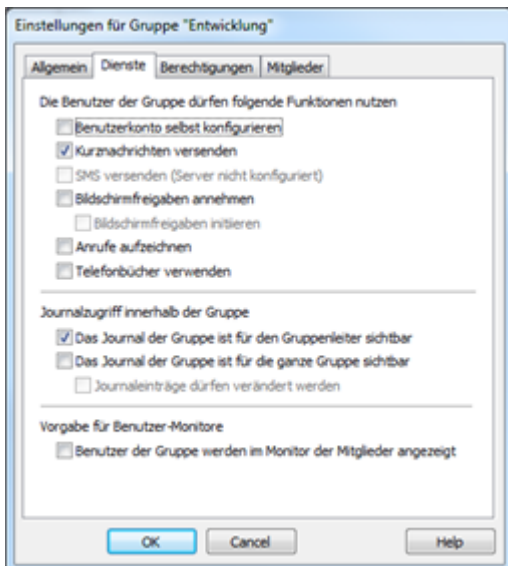 Einstellungen für Gruppe "Entwicklung"
Allgemein Dienste Berechtigungen Mitglieder
Die Benutzer der Gruppe dürfen folgende Funktionen nutzen
Benutzerkonto selbst konfigurieren
Kurznachrichten versenden
SMS versenden (Server nicht konfiguriert)
Bildschirmfreigaben annehmen
Bildschirmfreigaben initiieren
Anrufe aufzeichnen
Telefonbücher verwenden
Journalzugriff innerhalb der Gruppe
Das Journal der Gruppe ist für den Gruppenleiter sichtbar
Das Journal der Gruppe ist für die ganze Gruppe sichtbar
Journaleinträge dürfen verändert werden
Vorgabe für Benutzer-Monitore
Benutzer der Gruppe werden im Monitor der Mitglieder angezeigt
OK Cancel Help